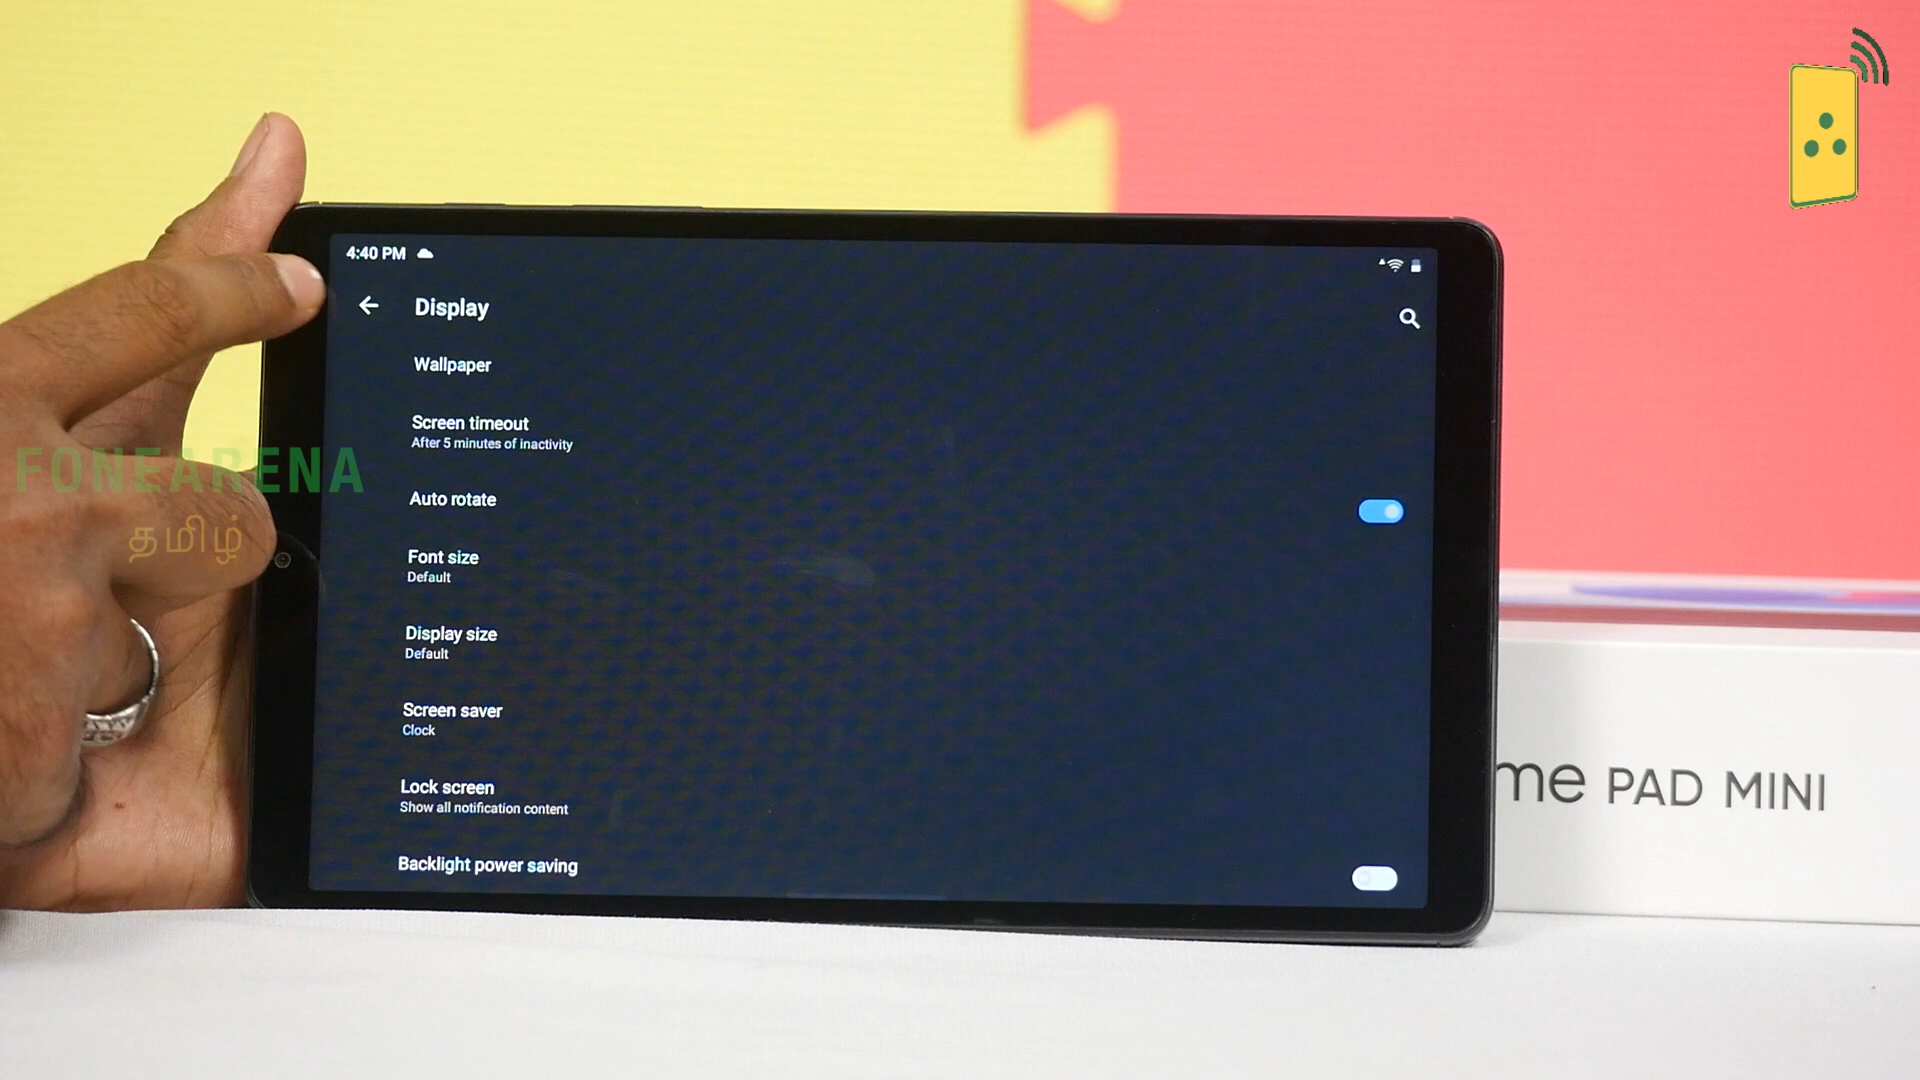 4:40 PM
Display
Wallpaper
Screen timeout
After 5 minutes of inactivity
Auto rotate
Font size
Default
Display size
Default
Screen saver
Clock
Lock screen
Show all notification content
Backlight power saving
FONEARENA
தமிழ்
me PAD MINI